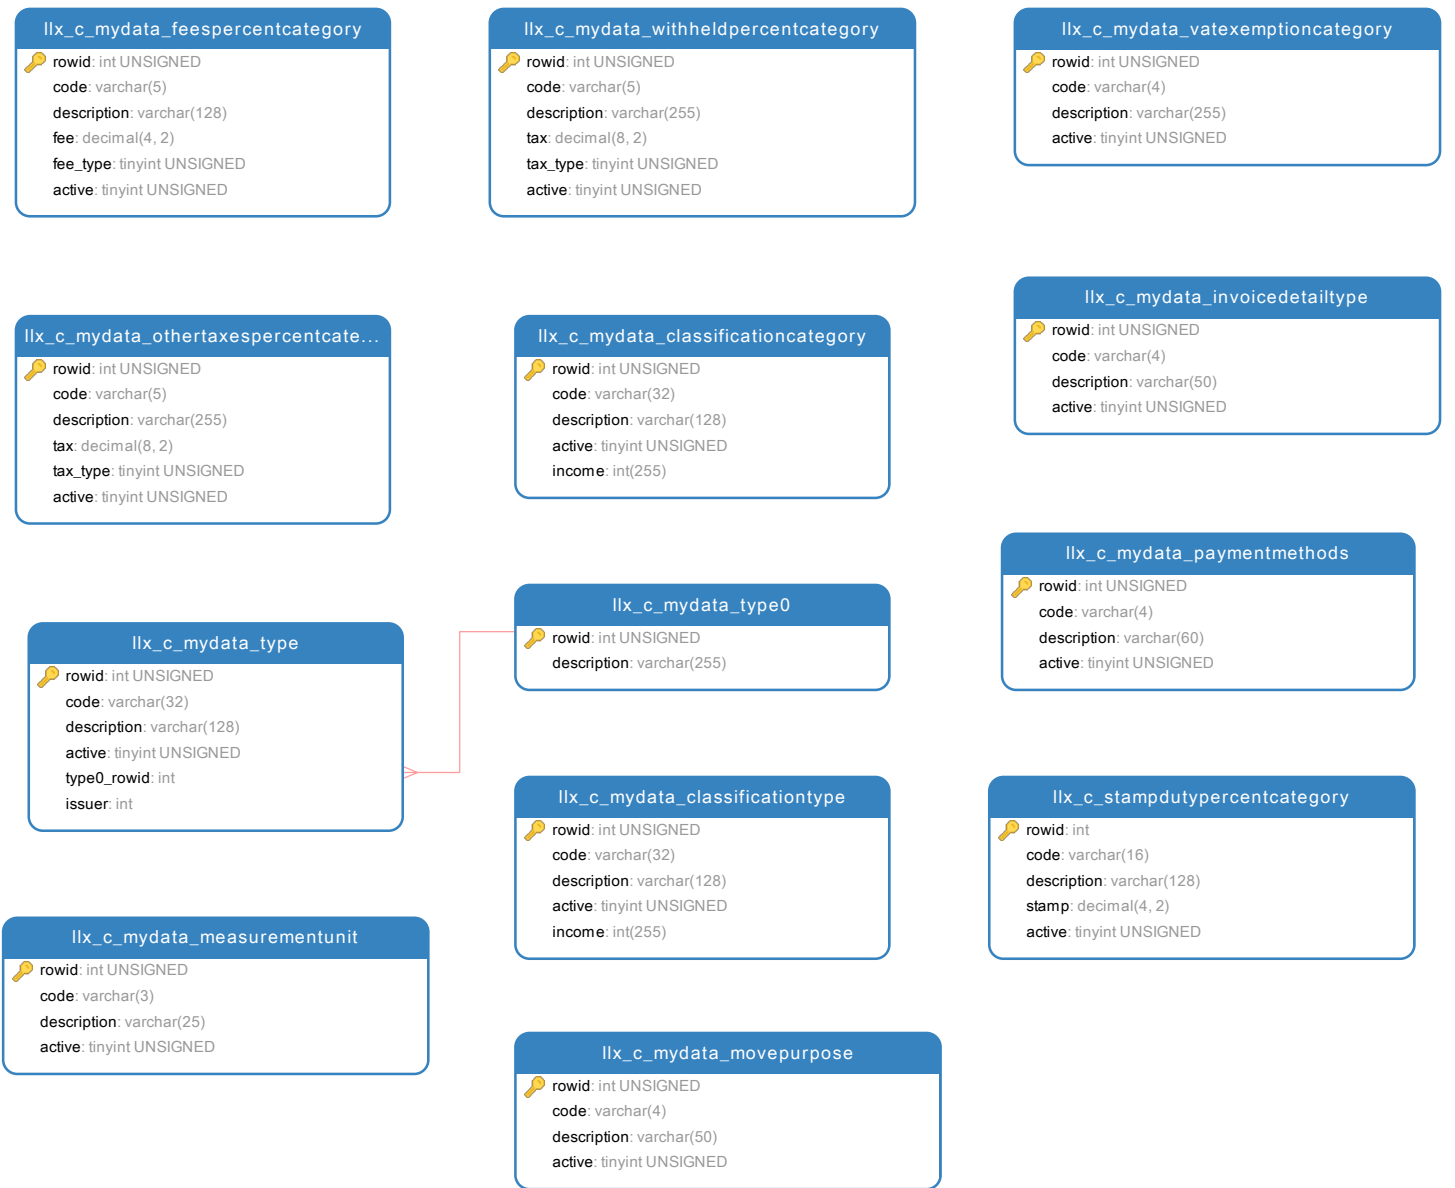 llx_c_mydata_feespercentcategory
rowid: int UNSIGNED
code: varchar(5)
description: varchar(128)
fee: decimal(4, 2)
fee_type: tinyint UNSIGNED
active: tinyint UNSIGNED
llx_c_mydata_withheldpercentcategory
rowid: int UNSIGNED
code: varchar(5)
description: varchar(255)
tax: decimal(8, 2)
tax_type: tinyint UNSIGNED
active: tinyint UNSIGNED
llx_c_mydata_vatexemptioncategory
rowid: int UNSIGNED
code: varchar(4)
description: varchar(255)
active: tinyint UNSIGNED
llx_c_mydata_othertaxespercentcate...
rowid: int UNSIGNED
code: varchar(5)
description: varchar(255)
tax: decimal(8, 2)
tax_type: tinyint UNSIGNED
active: tinyint UNSIGNED
llx_c_mydata_classificationcategory
rowid: int UNSIGNED
code: varchar(32)
description: varchar(128)
active: tinyint UNSIGNED
income: int(255)
llx_c_mydata_invoicedetailtype
rowid: int UNSIGNED
code: varchar(4)
description: varchar(50)
active: tinyint UNSIGNED
llx_c_mydata_type
rowid: int UNSIGNED
code: varchar(32)
description: varchar(128)
active: tinyint UNSIGNED
type0_rowid: int
issuer: int
llx_c_mydata_type0
rowid: int UNSIGNED
description: varchar(255)
llx_c_mydata_paymentmethods
rowid: int UNSIGNED
code: varchar(4)
description: varchar(60)
active: tinyint UNSIGNED
llx_c_mydata_classificationtype
rowid: int UNSIGNED
code: varchar(32)
description: varchar(128)
active: tinyint UNSIGNED
income: int(255)
llx_c_stampdutypercentcategory
rowid: int
code: varchar(16)
description: varchar(128)
stamp: decimal(4, 2)
active: tinyint UNSIGNED
llx_c_mydata_measurementunit
rowid: int UNSIGNED
code: varchar(3)
description: varchar(25)
active: tinyint UNSIGNED
llx_c_mydata_movepurpose
rowid: int UNSIGNED
code: varchar(4)
description: varchar(50)
active: tinyint UNSIGNED